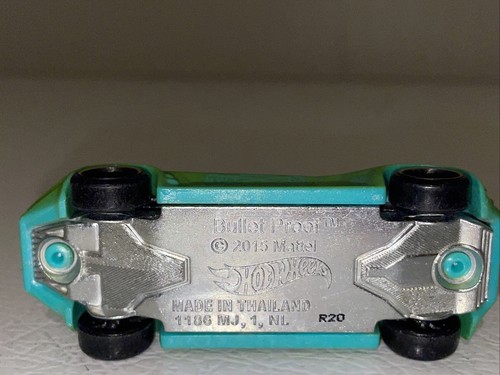 Bullet Proof™
© 2015 Mattel
HOT WHEELS
MADE IN THAILAND
1186 MJ, 1, NL R20